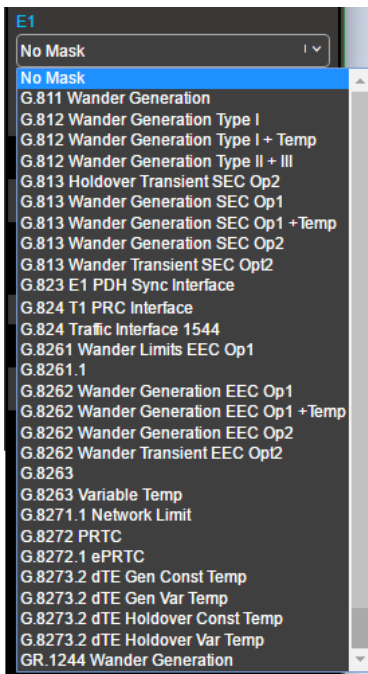 E1
No Mask
No Mask
G.811 Wander Generation
G.812 Wander Generation Type I
G.812 Wander Generation Type I + Temp
G.812 Wander Generation Type II + III
G.813 Holdover Transient SEC Op2
G.813 Wander Generation SEC Op1
G.813 Wander Generation SEC Op1 +Temp
G.813 Wander Generation SEC Op2
G.813 Wander Transient SEC Opt2
G.823 E1 PDH Sync Interface
G.824 T1 PRC Interface
G.824 Traffic Interface 1544
G.8261 Wander Limits EEC Op1
G.8261.1
G.8262 Wander Generation EEC Op1
G.8262 Wander Generation EEC Op1 +Temp
G.8262 Wander Generation EEC Op2
G.8262 Wander Transient EEC Opt2
G.8263
G.8263 Variable Temp
G.8271.1 Network Limit
G.8272 PRTC
G.8272.1 ePRTC
G.8273.2 dTE Gen Const Temp
G.8273.2 dTE Gen Var Temp
G.8273.2 dTE Holdover Const Temp
G.8273.2 dTE Holdover Var Temp
GR.1244 Wander Generation